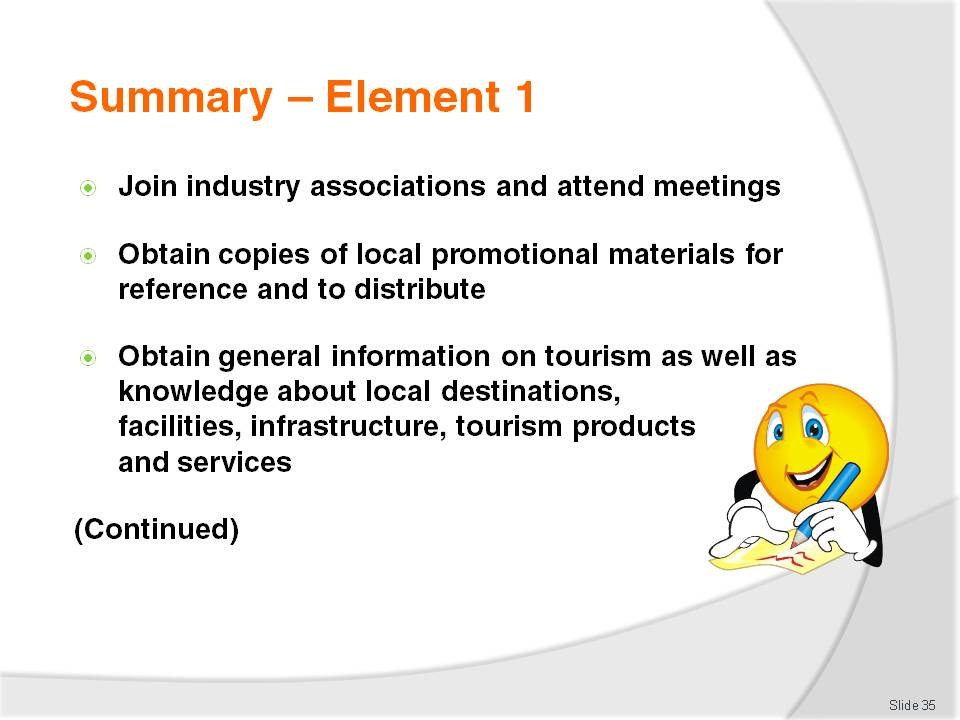 Summary – Element 1
Join industry associations and attend meetings
Obtain copies of local promotional materials for
reference and to distribute
Obtain general information on tourism as well as
knowledge about local destinations,
facilities, infrastructure, tourism products
and services
(Continued)
Slide 35